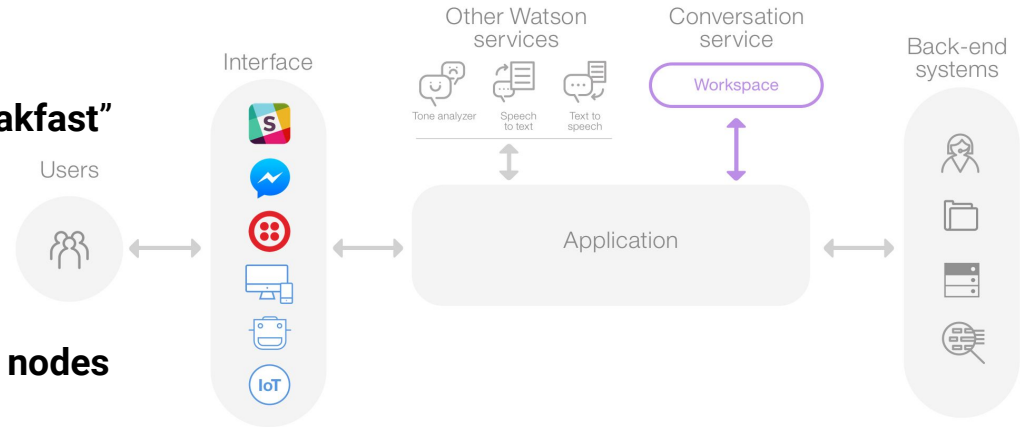 Other Watson
services
Conversation
service
Back-end
systems
Interface
Workspace
Tone analyzer
Speech
to text
Text to
speech
akfast”
Users
S
Application
nodes
IoT